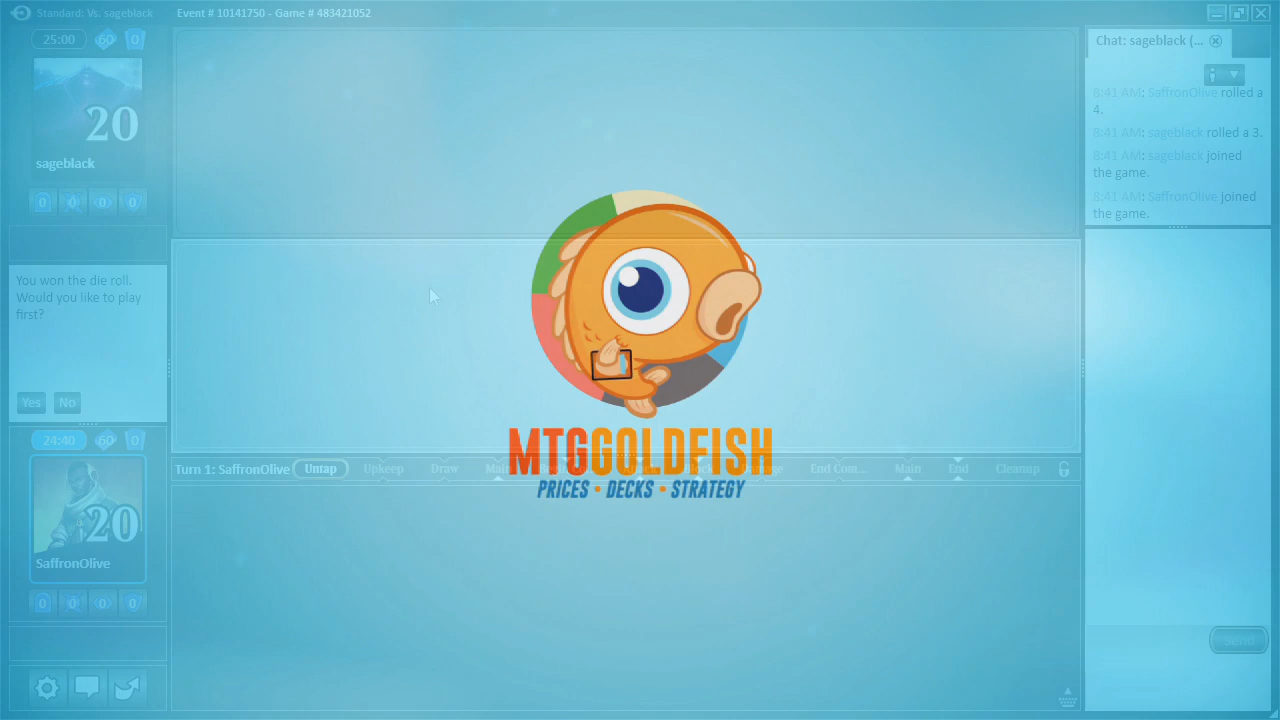 Standard: Vs. sageblack
Event # 10141750 - Game # 483421052
25:00
60
0
20
sageblack
0 0 0 0
You won the die roll.
Would you like to play
first?
Yes No
24:40
60
0
20
SaffronOlive
0 0 0 0
Turn 1: SaffronOlive Untap Upkeep Draw Main End Com... Main End Cleanup
MTGGOLDFISH
PRICES • DECKS • STRATEGY
Chat: sageblack (...
8:41 AM: SaffronOlive rolled a
4.
8:41 AM: sageblack rolled a 3.
8:41 AM: sageblack joined
the game.
8:41 AM: SaffronOlive joined
the game.
Send